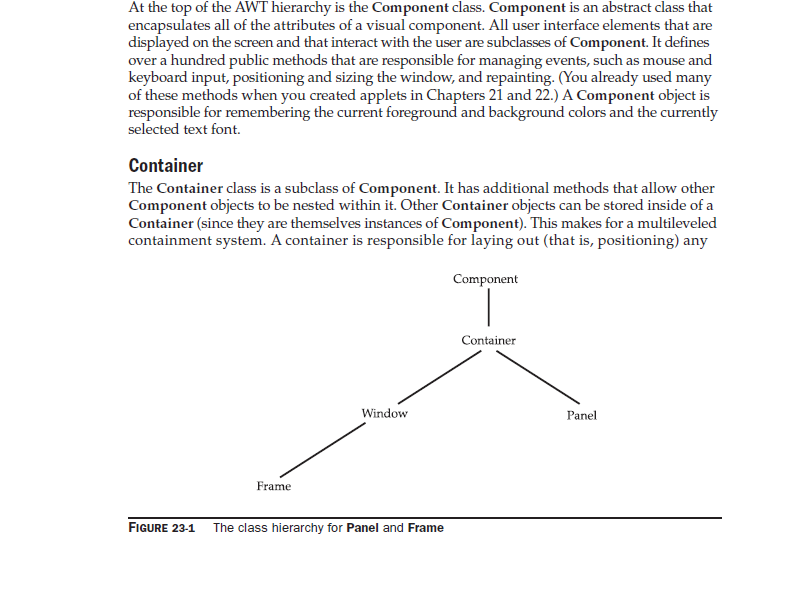 At the top of the AWT hierarchy is the Component class. Component is an abstract class that
encapsulates all of the attributes of a visual component. All user interface elements that are
displayed on the screen and that interact with the user are subclasses of Component. It defines
over a hundred public methods that are responsible for managing events, such as mouse and
keyboard input, positioning and sizing the window, and repainting. (You already used many
of these methods when you created applets in Chapters 21 and 22.) A Component object is
responsible for remembering the current foreground and background colors and the currently
selected text font.
Container
The Container class is a subclass of Component. It has additional methods that allow other
Component objects to be nested within it. Other Container objects can be stored inside of a
Container (since they are themselves instances of Component). This makes for a multileveled
containment system. A container is responsible for laying out (that is, positioning) any
Component
Container
Window
Panel
Frame
FIGURE 23-1 The class hierarchy for Panel and Frame